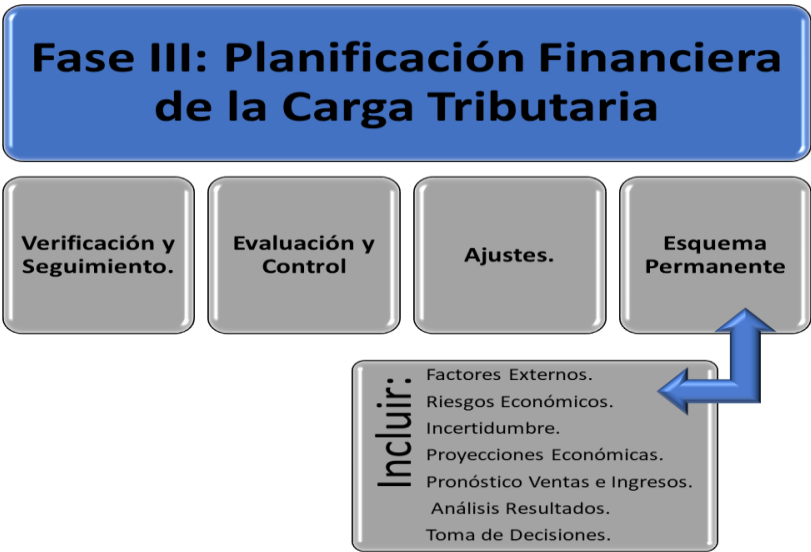 Fase III: Planificación Financiera
de la Carga Tributaria
Verificación y
Seguimiento.
Evaluación y
Control
Ajustes.
Esquema
Permanente
Incluir:
Factores Externos.
Riesgos Económicos.
Incertidumbre.
Proyecciones Económicas.
Pronóstico Ventas e Ingresos.
Análisis Resultados.
Toma de Decisiones.